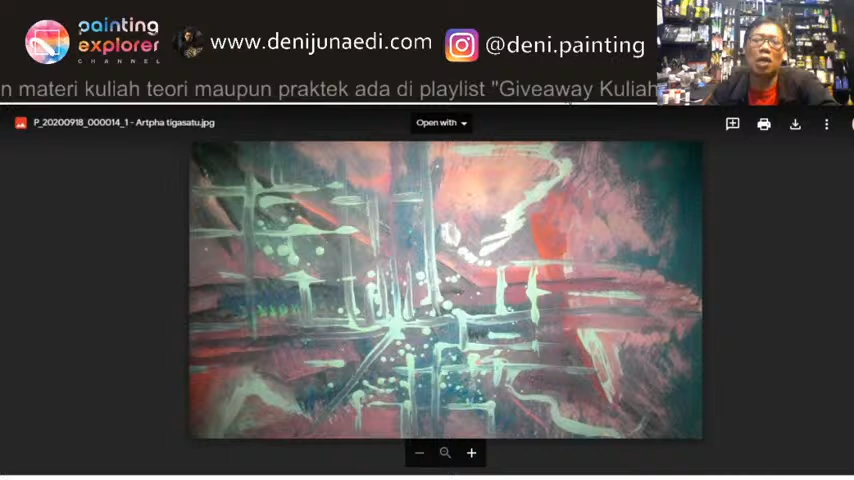 painting
explorer
CHANNEL
www.denijunaedi.com
@deni.painting
n materi kuliah teori maupun praktek ada di playlist "Giveaway Kuliah
P_20200918_000014_1 - Artpha tigasatu.jpg
Open with